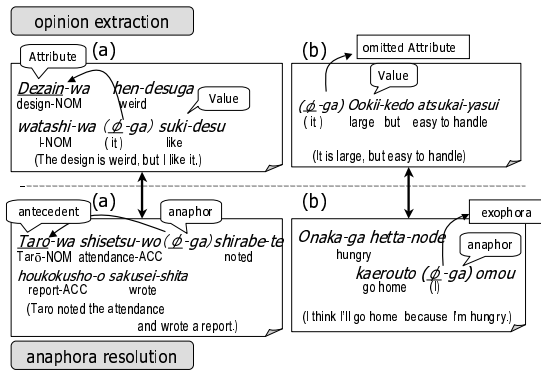 opinion extraction
(a)
Attribute
Dezain-wa hen-desuga
design-NOM weird
Value
watashi-wa (φ-ga) suki-desu
I-NOM (it) like
(The design is weird, but I like it.)
(b)
omitted Attribute
Value
(φ-ga) Ookii-kedo atsukai-yasui
(it) large but easy to handle
(It is large, but easy to handle)
(a)
antecedent
anaphor
Taro-wa shisetsu-wo (φ-ga) shirabe-te
Tarō-NOM attendance-ACC noted
houkokusho-o sakusei-shita
report-ACC wrote
(Taro noted the attendance
and wrote a report.)
(b)
exophora
Onaka-ga hetta-node
hungry
anaphor
kaerouto (φ-ga) omou
go home (I)
(I think I'll go home because I'm hungry.)
anaphora resolution